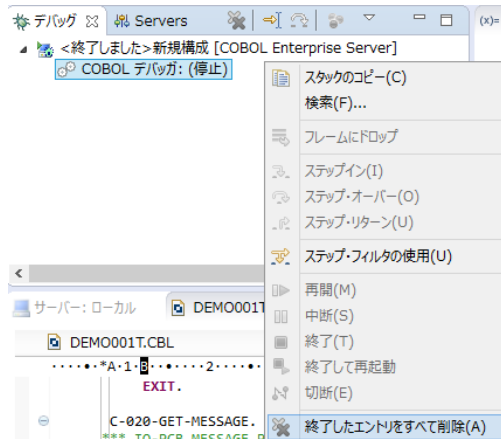 デバッグ Servers (x)=
<終了しました>新規構成 [COBOL Enterprise Server]
COBOL デバッガ: (停止)
スタックのコピー(C)
検索(F)...
フレームにドロップ
ステップイン(I)
ステップ・オーバー(O)
ステップ・リターン(U)
ステップ・フィルタの使用(U)
再開(M)
中断(S)
終了(T)
終了して再起動
切断(E)
終了したエントリをすべて削除(A)
サーバー: ローカル DEMO001T
DEMO001T.CBL
·····*A·1·B··•····2····•·
EXIT.
C-020-GET-MESSAGE.
*** IO-PCB MESSAGE